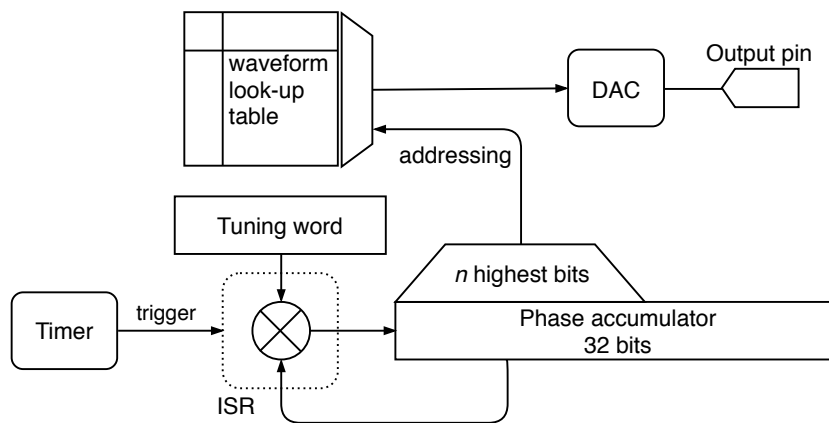 waveform
look-up
table
DAC
Output pin
addressing
Tuning word
n highest bits
Timer
trigger
Phase accumulator
32 bits
ISR